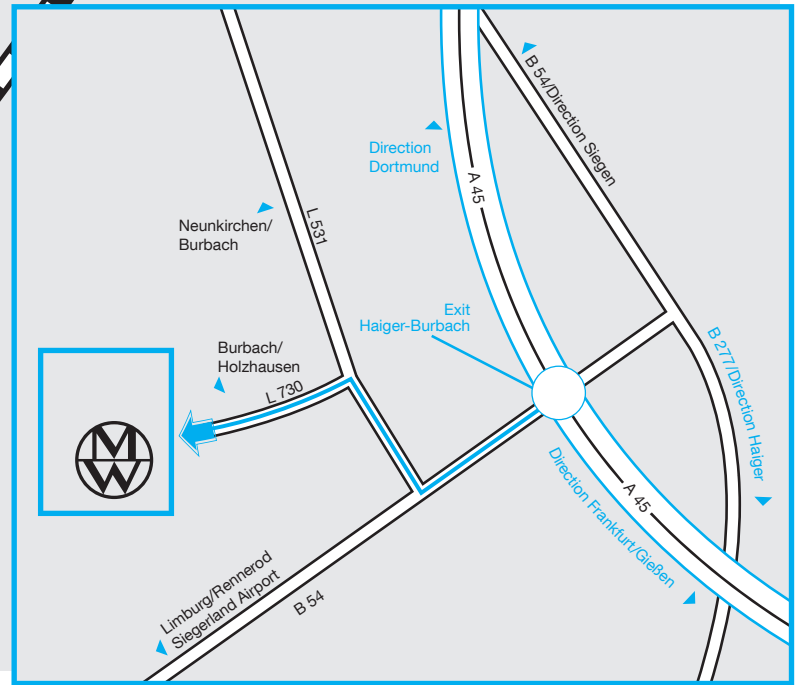 B 54/Direction Siegen
Direction
Dortmund
A 45
Neunkirchen/
Burbach
L 531
Exit
Haiger-Burbach
Burbach/
Holzhausen
L 730
B 277/Direction Haiger
M
W
Direction Frankfurt/Gießen
A 45
Limburg/Rennerod
Siegerland Airport
B 54